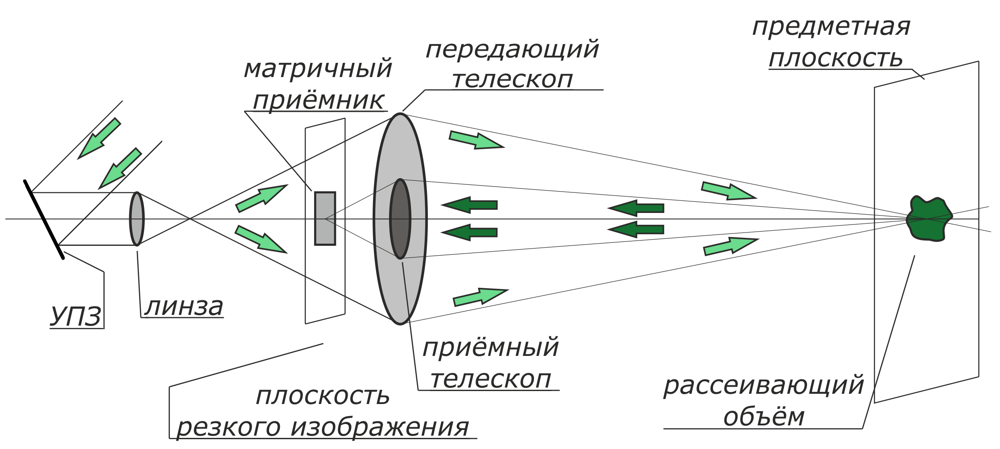 предметная
плоскость
передающий
телескоп
матричный
приёмник
УПЗ
линза
приёмный
телескоп
плоскость
резкого изображения
рассеивающий
объём